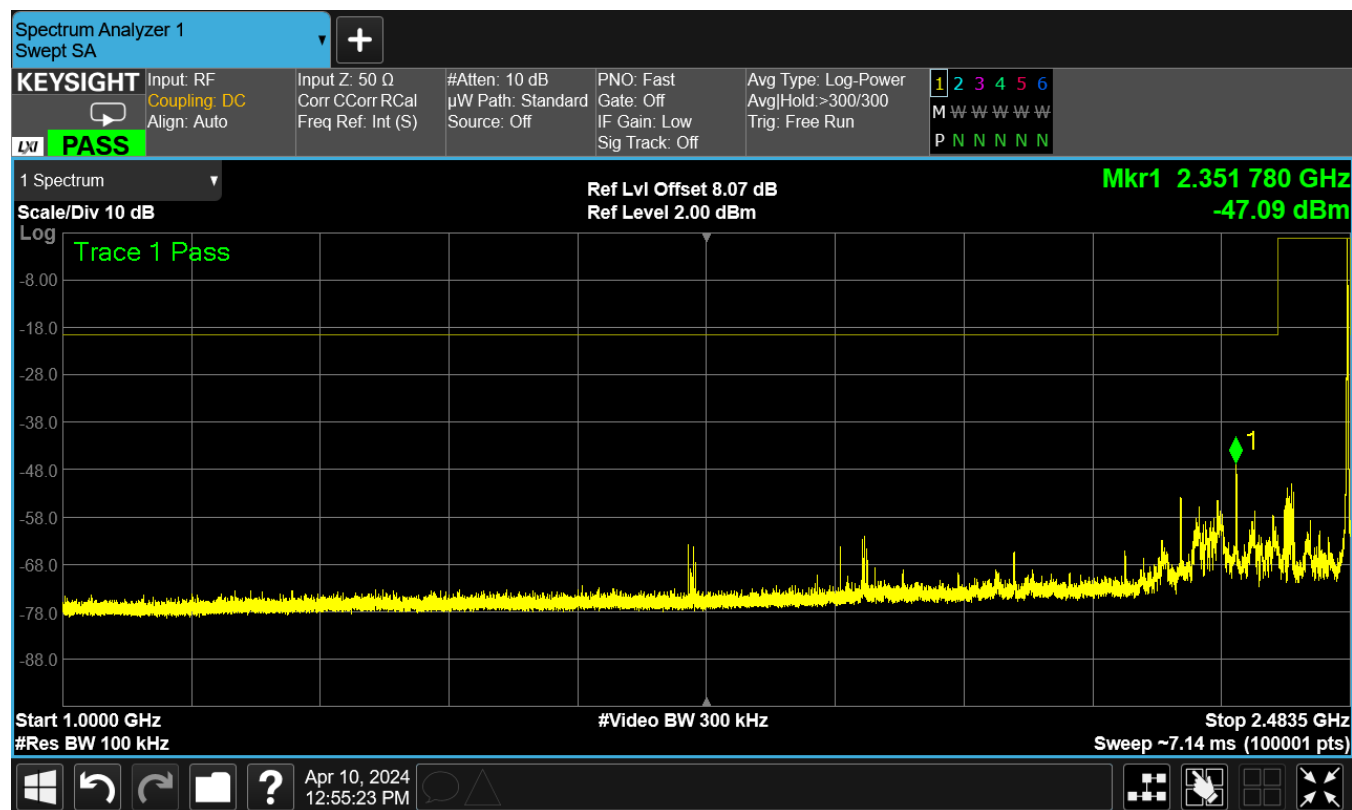 Spectrum Analyzer 1
Swept SA
KEYSIGHT
LXI PASS
Input: RF
Coupling: DC
Align: Auto
Input Z: 50 Ω
Corr CCorr RCal
Freq Ref: Int (S)
#Atten: 10 dB
µW Path: Standard
Source: Off
PNO: Fast
Gate: Off
IF Gain: Low
Sig Track: Off
Avg Type: Log-Power
Avg|Hold:>300/300
Trig: Free Run
1 2 3 4 5 6
M W W W W W
P N N N N N
1 Spectrum
Scale/Div 10 dB
Ref Lvl Offset 8.07 dB
Ref Level 2.00 dBm
Mkr1 2.351 780 GHz
-47.09 dBm
Log
Trace 1 Pass
-8.00
-18.0
-28.0
-38.0
1
-48.0
-58.0
-68.0
-78.0
-88.0
Start 1.0000 GHz
#Res BW 100 kHz
#Video BW 300 kHz
Stop 2.4835 GHz
Sweep ~7.14 ms (100001 pts)
?
Apr 10, 2024
12:55:23 PM